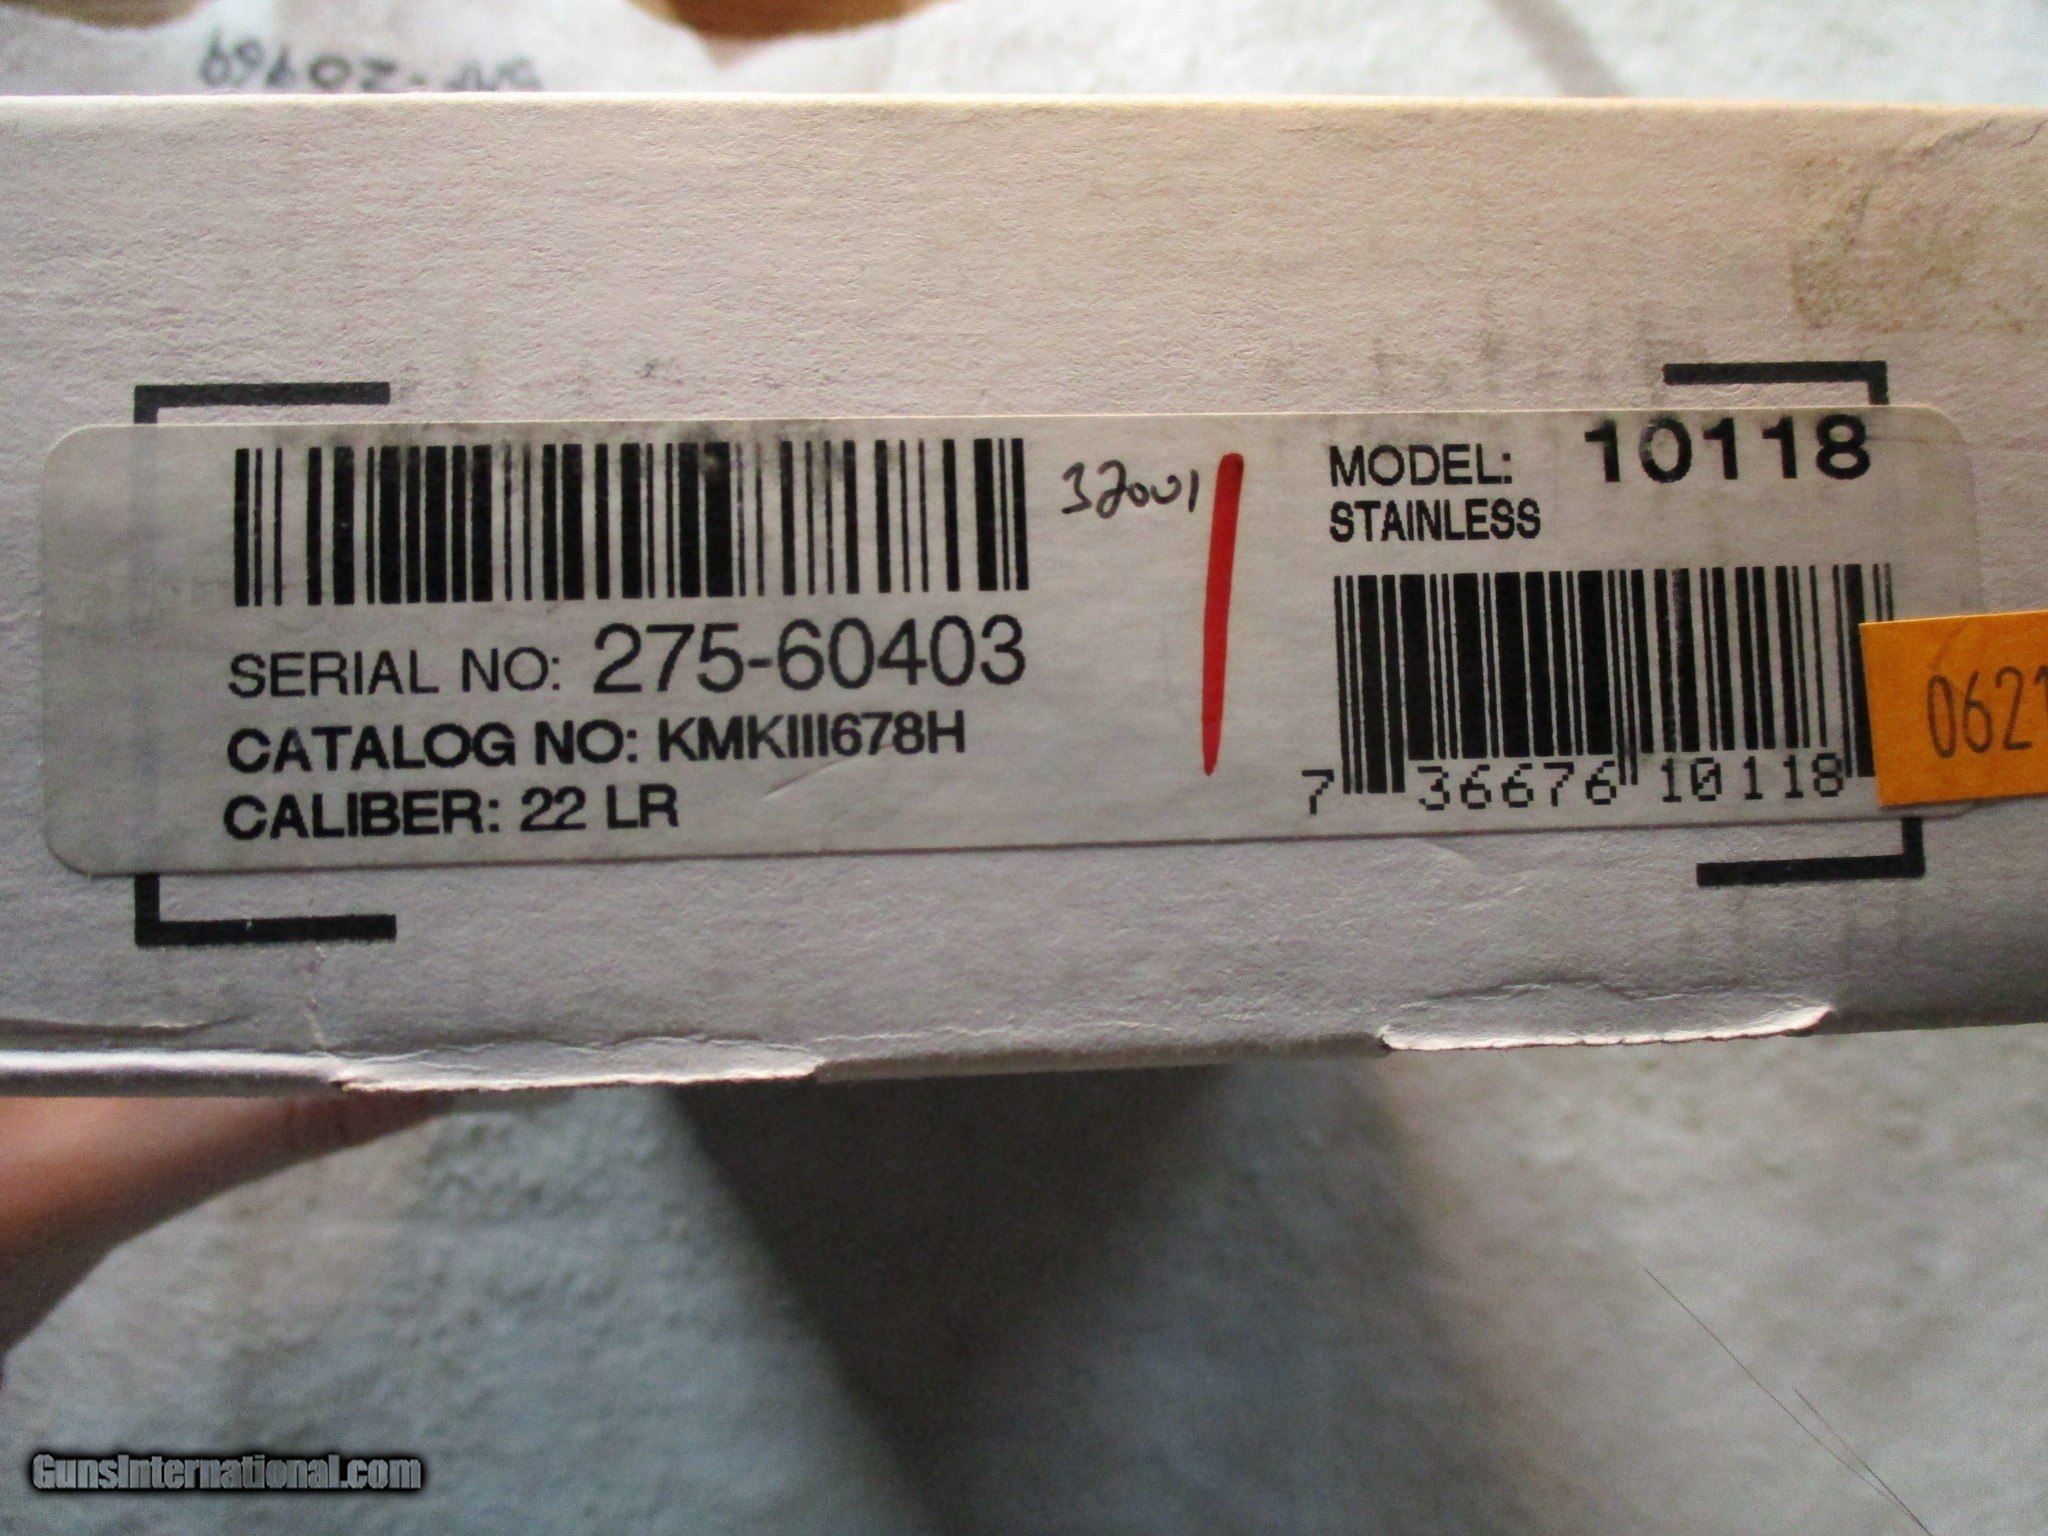 32001
MODEL: 10118
STAINLESS
SERIAL NO: 275-60403
CATALOG NO: KMKIII678H
CALIBER: 22 LR
7 36676 10118
0621
GunsInternational.com